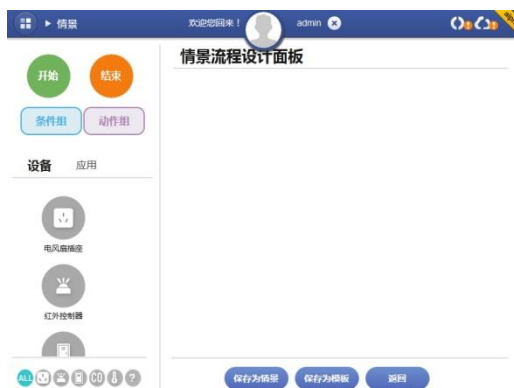 情景
欢迎您回来！
admin
情景流程设计面板
开始
结束
条件组
动作组
设备
应用
电风扇插座
红外控制器
ALL
CO
?
保存为情景
保存为模板
返回